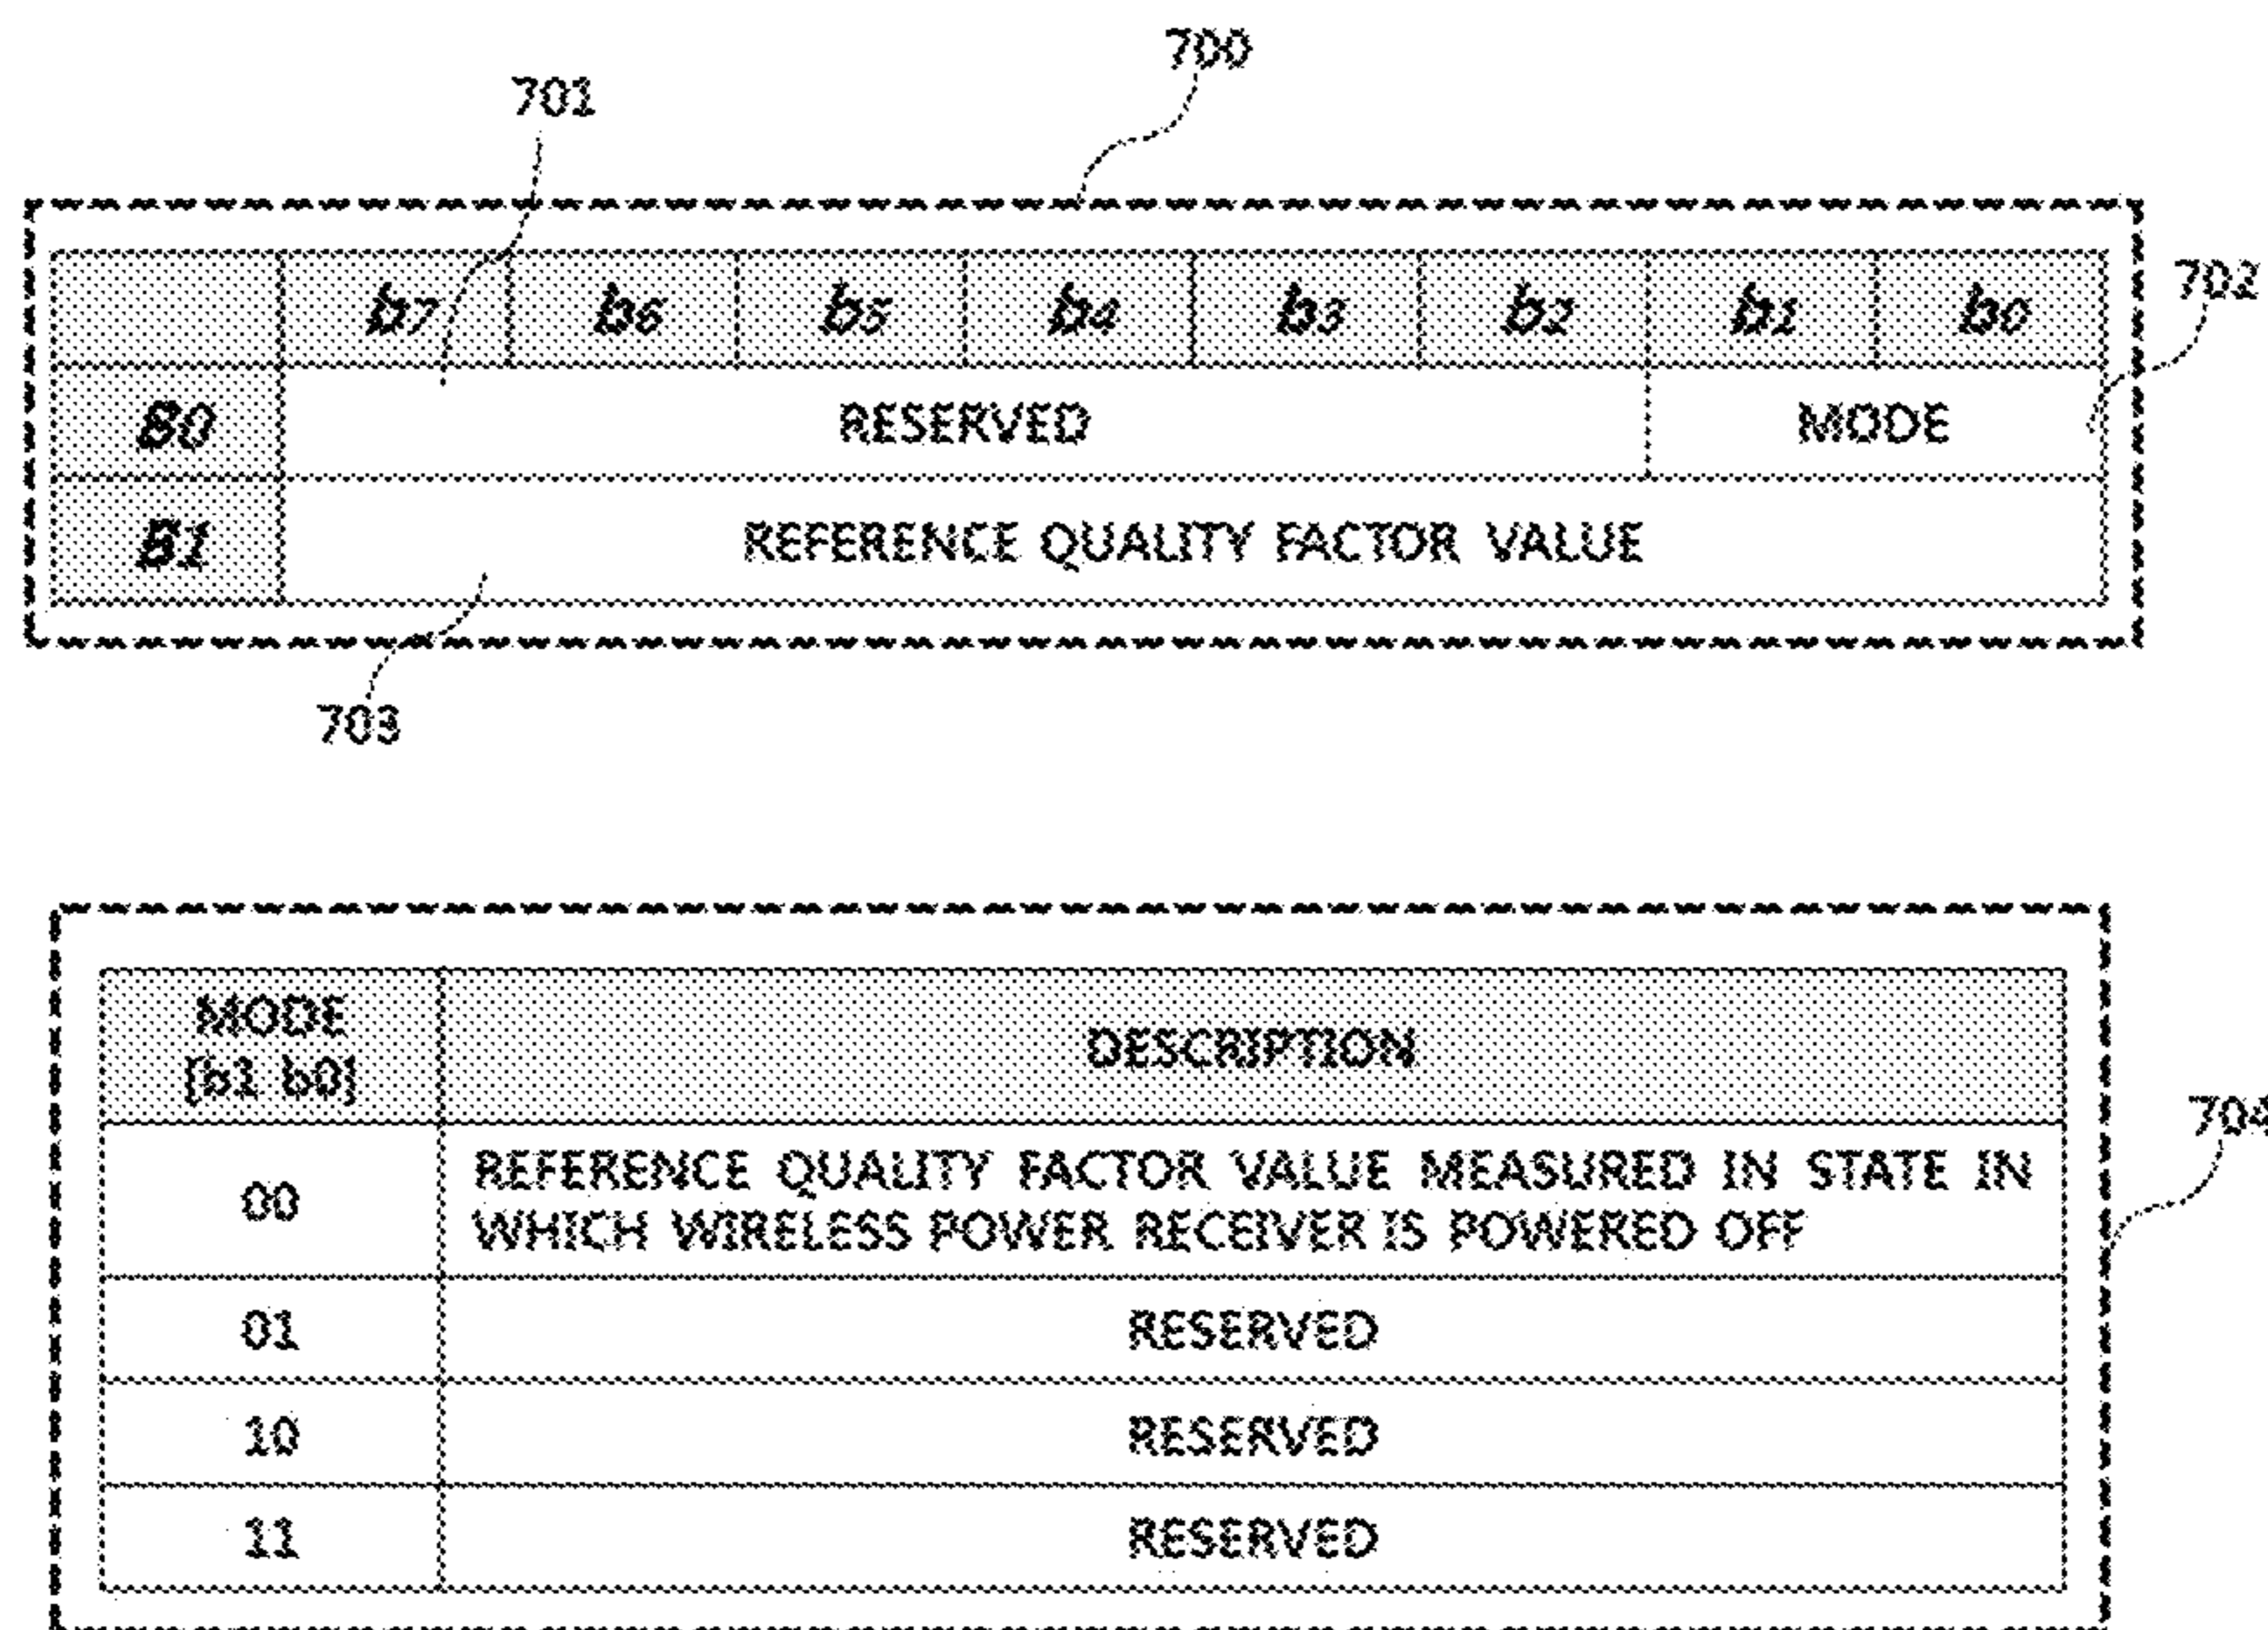 700
701
b7 b6 b5 b4 b3 b2 b1 b0
702
B0 RESERVED MODE
B1 REFERENCE QUALITY FACTOR VALUE
703
MODE
[b1 b0]
DESCRIPTION
704
00
REFERENCE QUALITY FACTOR VALUE MEASURED IN STATE IN
WHICH WIRELESS POWER RECEIVER IS POWERED OFF
01 RESERVED
10 RESERVED
11 RESERVED